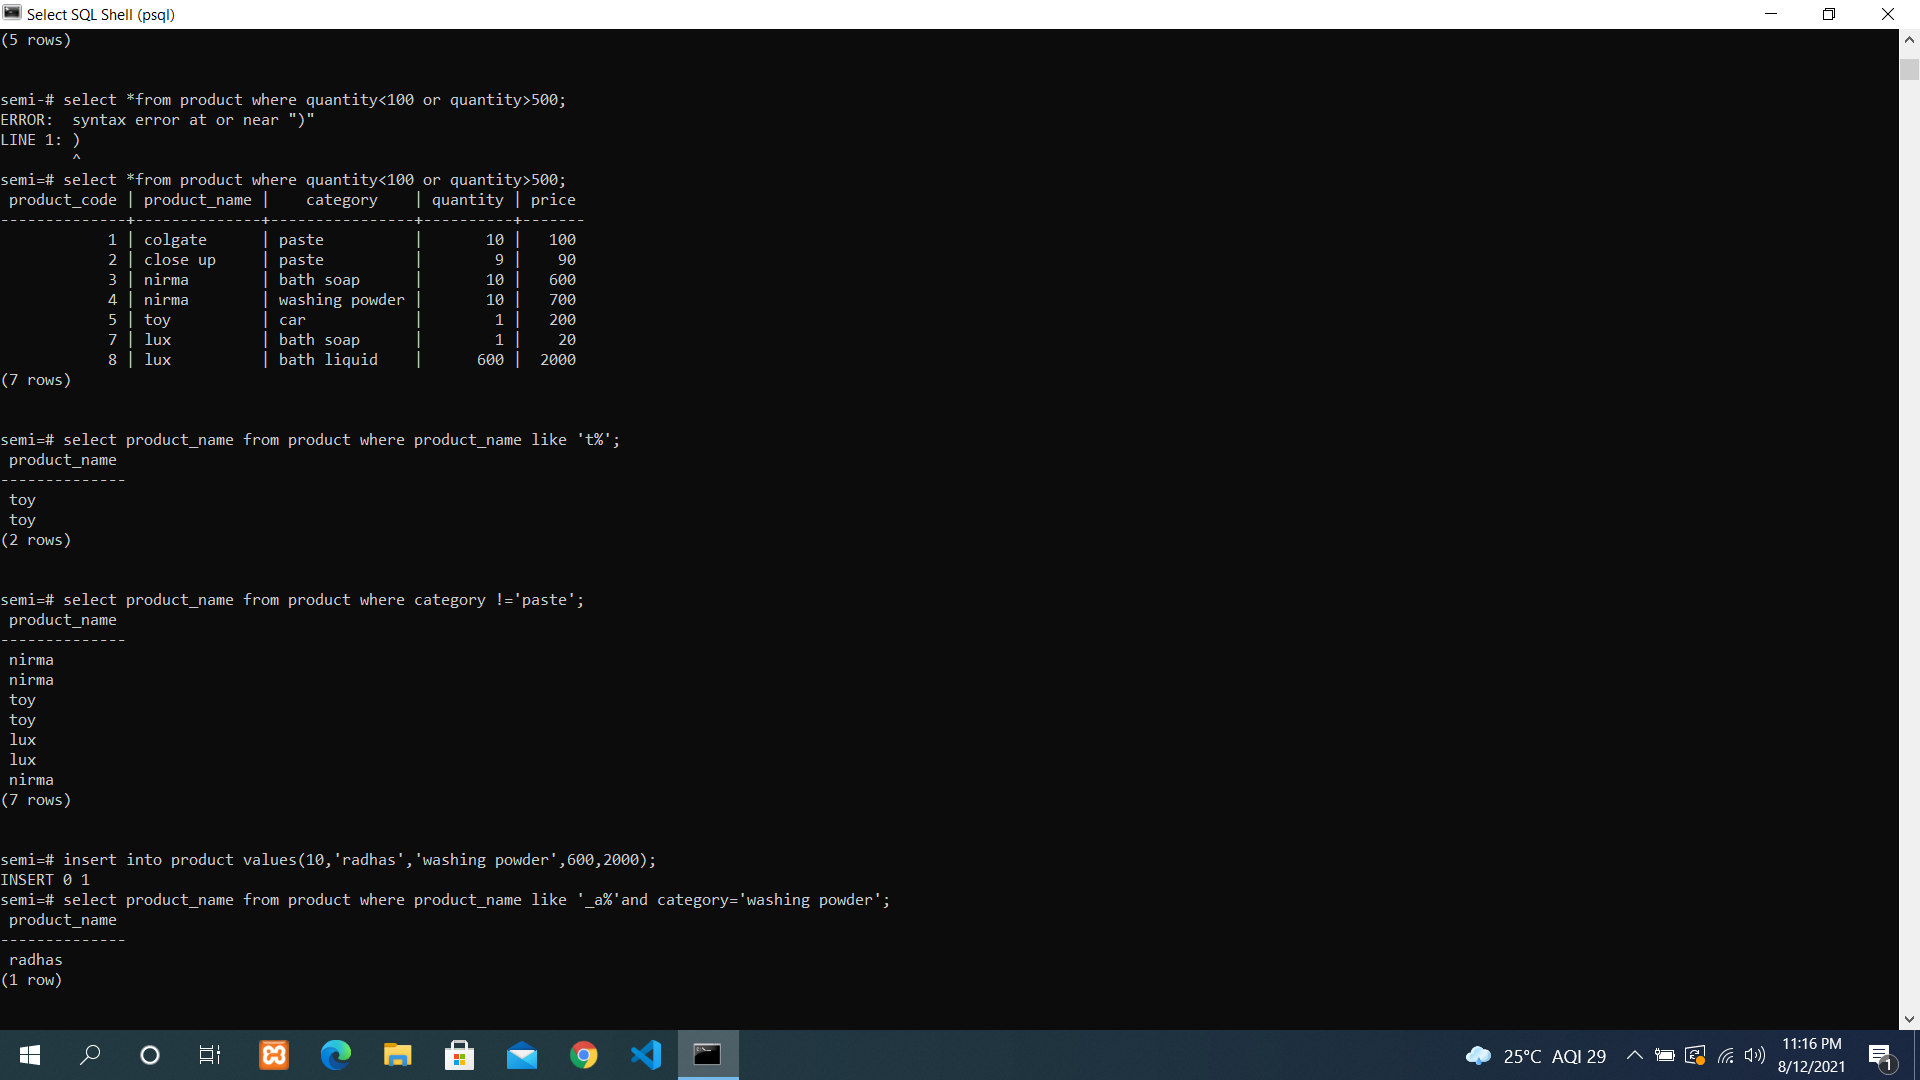 Select SQL Shell (psql)
(5 rows)
semi-# select *from product where quantity<100 or quantity>500;
ERROR:  syntax error at or near ")"
LINE 1: )
        ^
semi=# select *from product where quantity<100 or quantity>500;
 product_code | product_name |    category    | quantity | price
--------------+--------------+----------------+----------+-------
            1 | colgate      | paste          |       10 |   100
            2 | close up     | paste          |        9 |    90
            3 | nirma        | bath soap      |       10 |   600
            4 | nirma        | washing powder |       10 |   700
            5 | toy          | car            |        1 |   200
            7 | lux          | bath soap      |        1 |    20
            8 | lux          | bath liquid    |      600 |  2000
(7 rows)
semi=# select product_name from product where product_name like 't%';
 product_name
--------------
 toy
 toy
(2 rows)
semi=# select product_name from product where category !='paste';
 product_name
--------------
 nirma
 nirma
 toy
 toy
 lux
 lux
 nirma
(7 rows)
semi=# insert into product values(10,'radhas','washing powder',600,2000);
INSERT 0 1
semi=# select product_name from product where product_name like '_a%'and category='washing powder';
 product_name
--------------
 radhas
(1 row)
25°C AQI 29
11:16 PM
8/12/2021
1